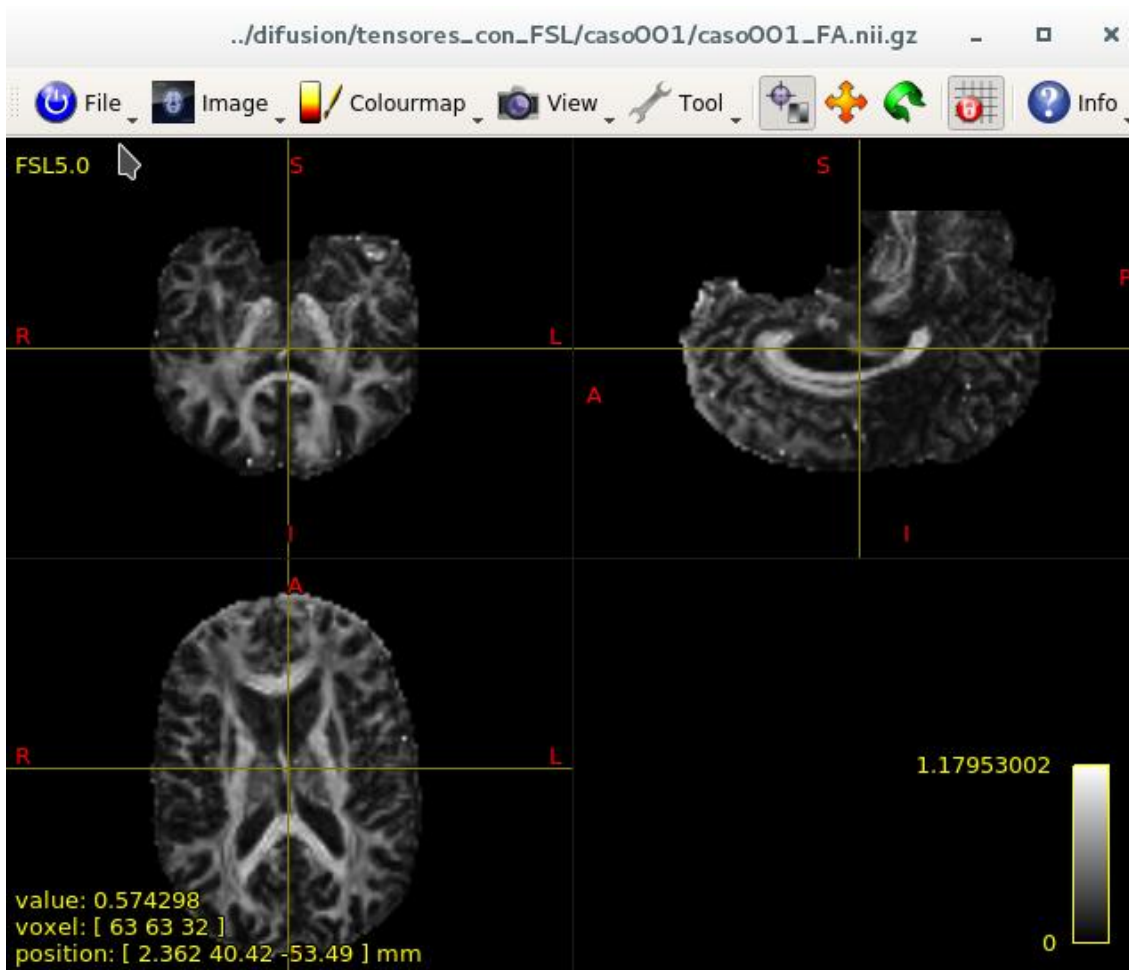 ../difusion/tensores_con_FSL/caso001/caso001_FA.nii.gz
File Image Colourmap View Tool Info
FSL5.0
S
S
R
L
A
P
I
I
A
R
L
1.17953002
0
value: 0.574298
voxel: [ 63 63 32 ]
position: [ 2.362 40.42 -53.49 ] mm